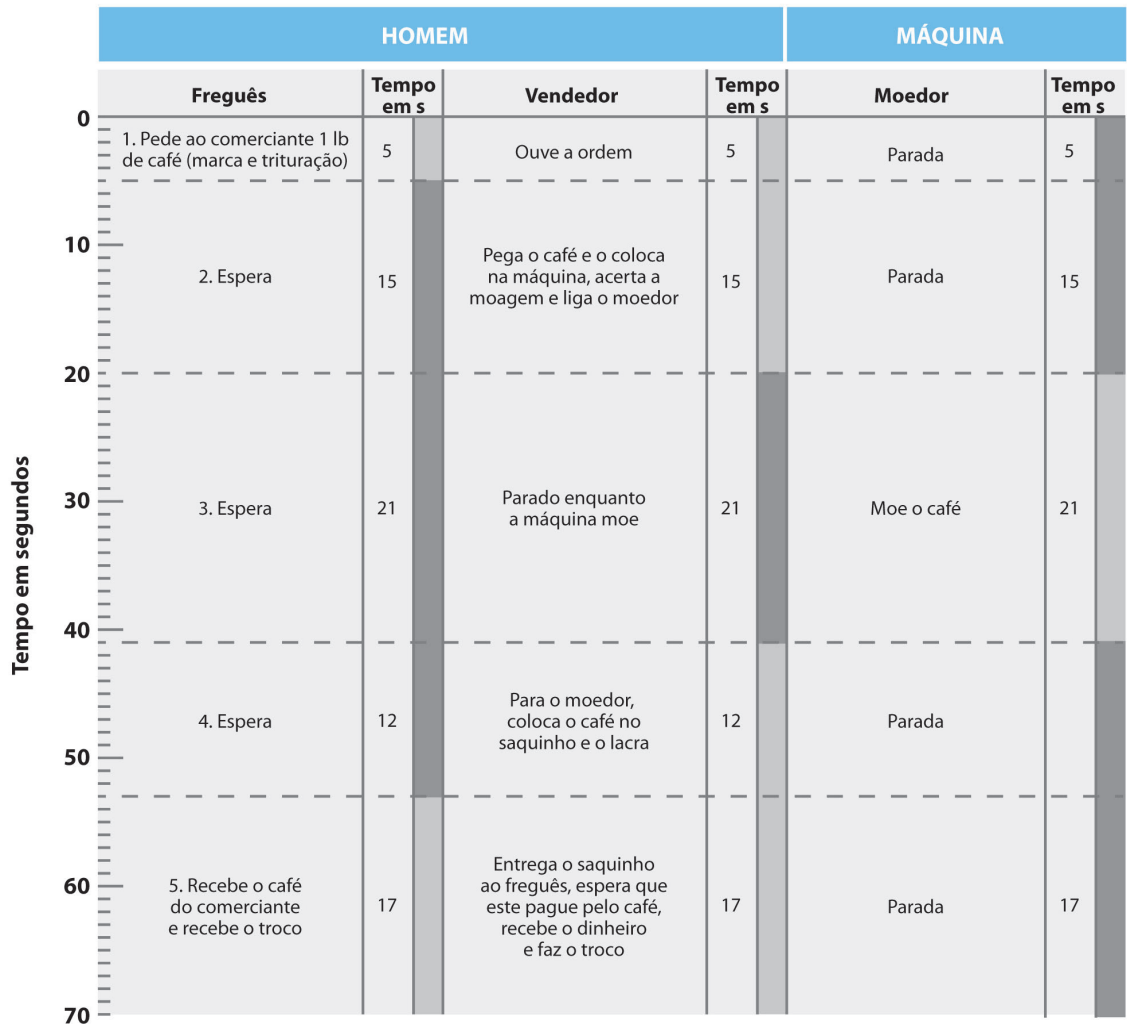 HOMEM MÁQUINA
Freguês Tempo em s Vendedor Tempo em s Moedor Tempo em s
Tempo em segundos
0
1. Pede ao comerciante 1 lb
de café (marca e trituração)
5
Ouve a ordem
5
Parada
5
10
2. Espera
15
Pega o café e o coloca
na máquina, acerta a
moagem e liga o moedor
15
Parada
15
20
30
3. Espera
21
Parado enquanto
a máquina moe
21
Moe o café
21
40
4. Espera
12
Para o moedor,
coloca o café no
saquinho e o lacra
12
Parada
50
60
5. Recebe o café
do comerciante
e recebe o troco
17
Entrega o saquinho
ao freguês, espera que
este pague pelo café,
recebe o dinheiro
e faz o troco
17
Parada
17
70